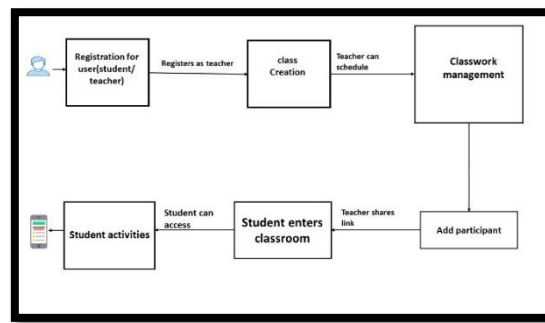 Registration for
user(student/
teacher)
Registers as teacher
class
Creation
Teacher can
schedule
Classwork
management
Add participant
Teacher shares
link
Student enters
classroom
Student can
access
Student activities